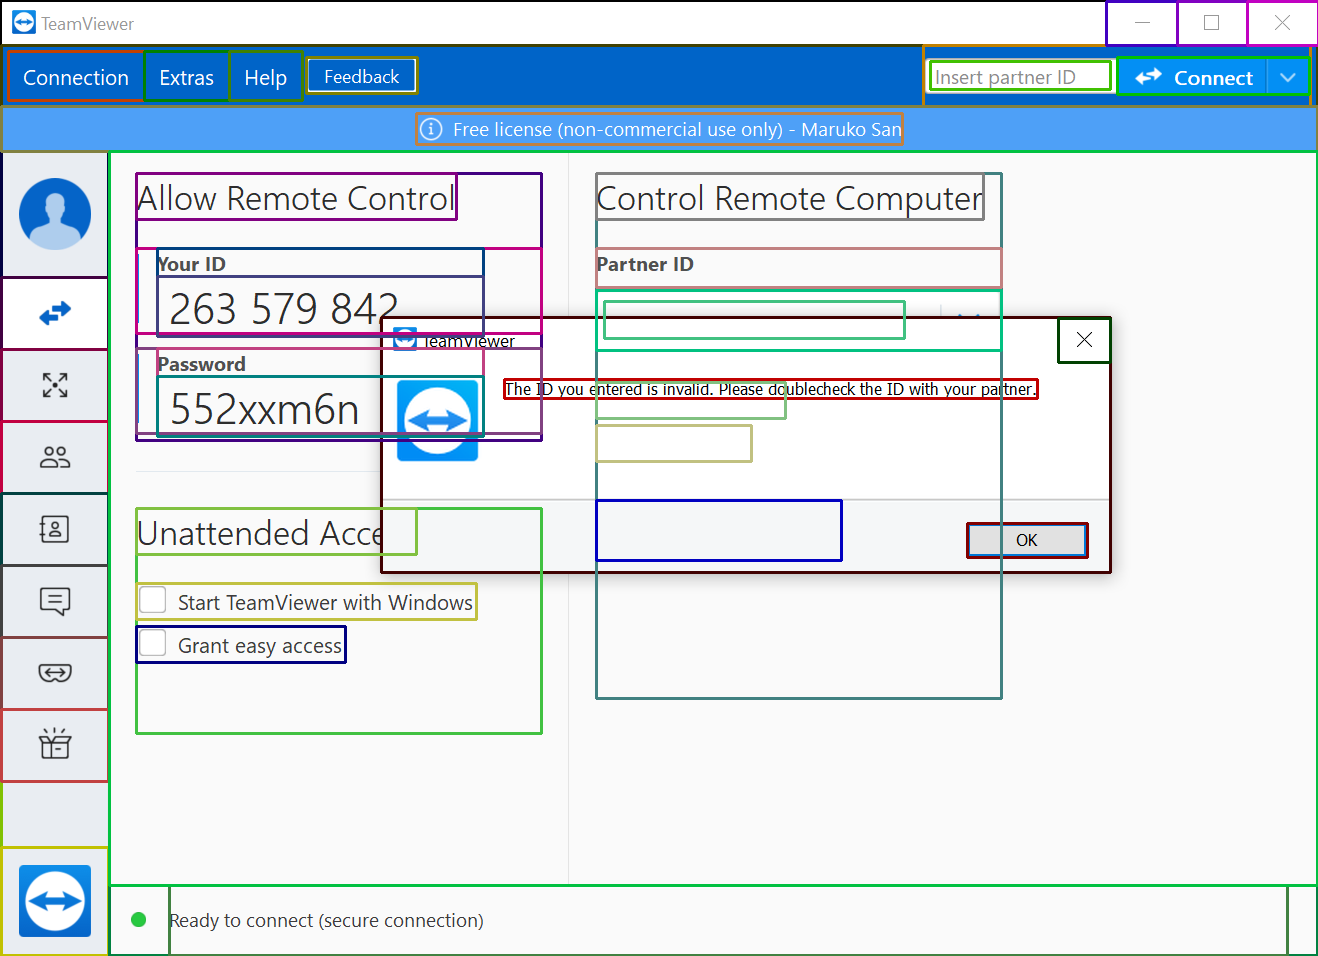 TeamViewer
Connection Extras Help Feedback
Insert partner ID Connect
Free license (non-commercial use only) - Maruko San
Allow Remote Control
Your ID
263 579 842
Password
552xxm6n
Control Remote Computer
Partner ID
TeamViewer
The ID you entered is invalid. Please doublecheck the ID with your partner.
OK
Unattended Acce
Start TeamViewer with Windows
Grant easy access
Ready to connect (secure connection)